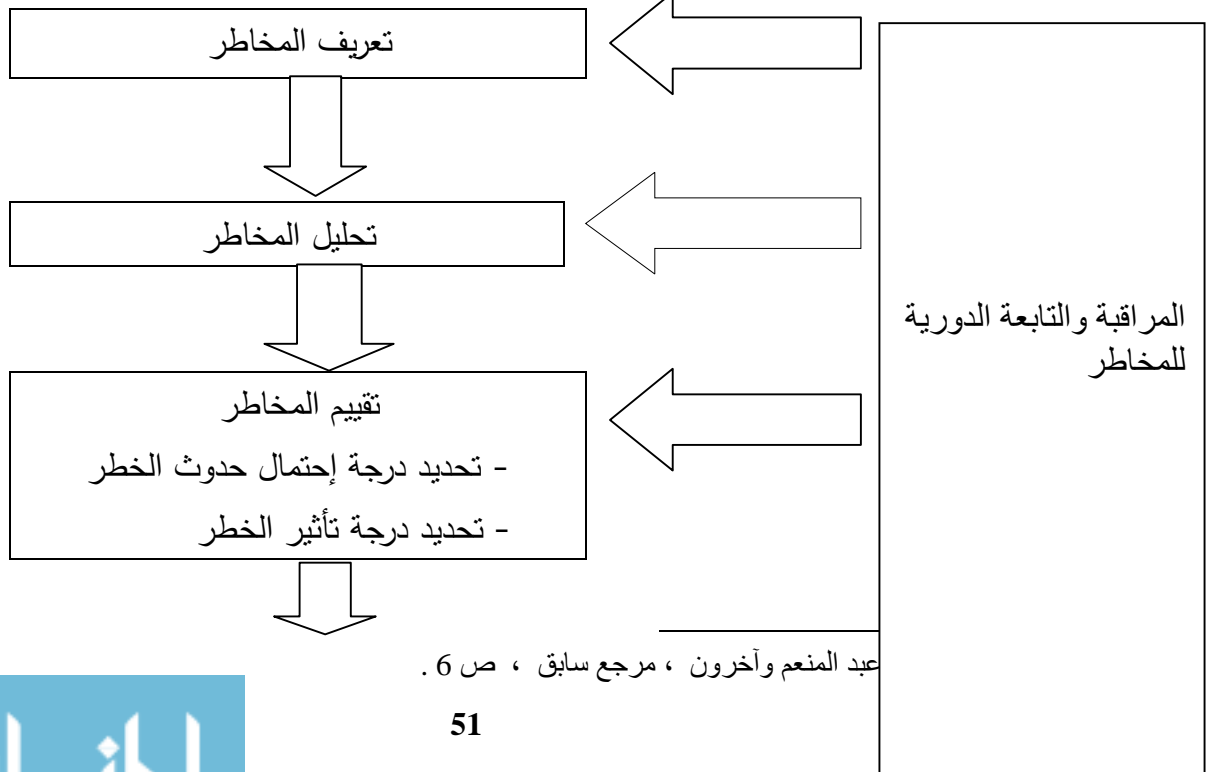 تعريف المخاطر
تحليل المخاطر
المراقبة والتابعة الدورية
للمخاطر
تقييم المخاطر
- تحديد درجة إحتمال حدوث الخطر
- تحديد درجة تأثير الخطر
عبد المنعم وآخرون ، مرجع سابق ، ص 6 .
51